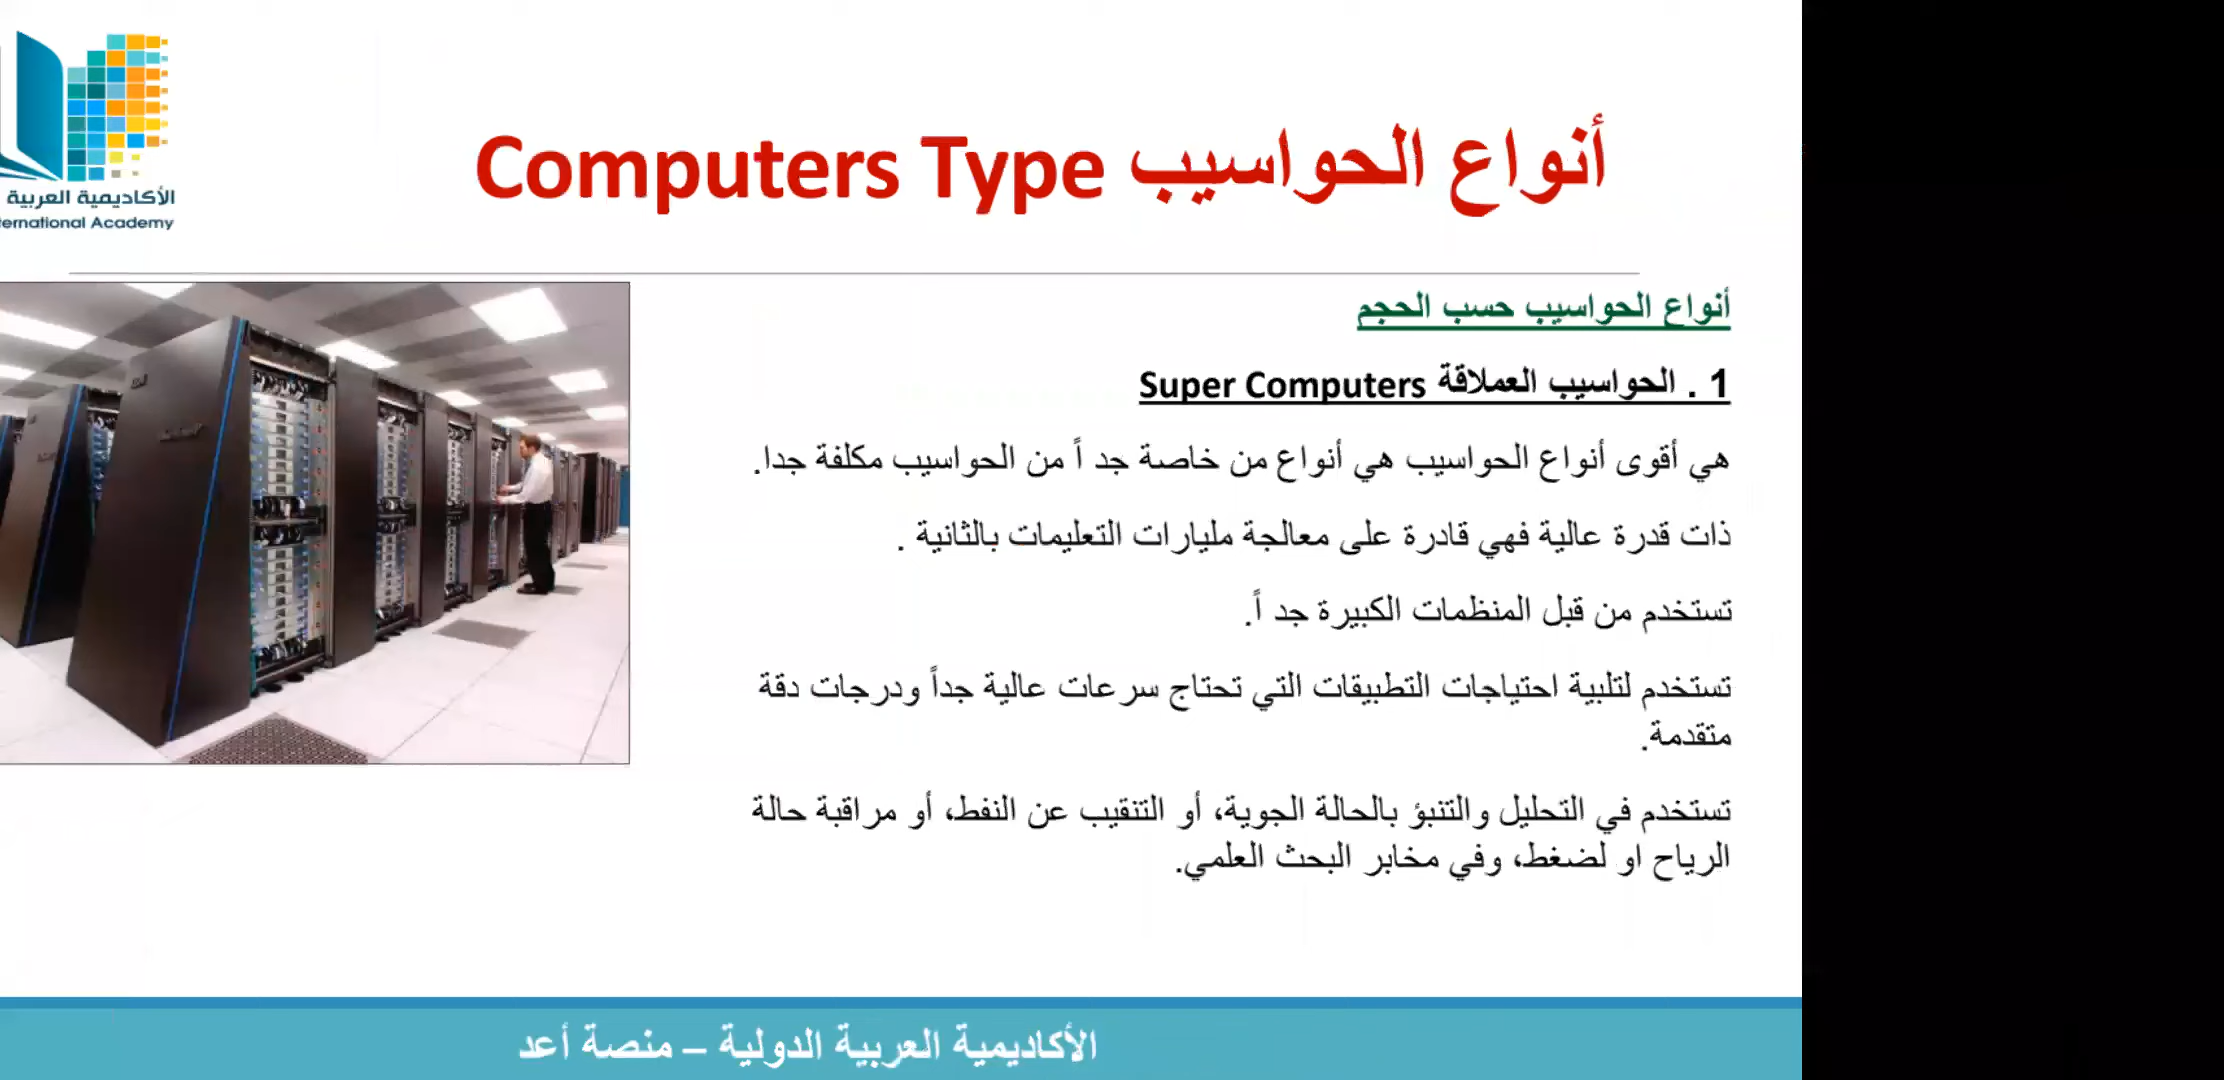 الأكاديمية العربية
ternational Academy
أنواع الحواسيب Computers Type
أنواع الحواسيب حسب الحجم
1 . الحواسيب العملاقة Super Computers
هي أقوى أنواع الحواسيب هي أنواع من خاصة جد اً من الحواسيب مكلفة جدا.
ذات قدرة عالية فهي قادرة على معالجة مليارات التعليمات بالثانية .
تستخدم من قبل المنظمات الكبيرة جد اً.
تستخدم لتلبية احتياجات التطبيقات التي تحتاج سرعات عالية جداً ودرجات دقة
متقدمة.
تستخدم في التحليل والتنبؤ بالحالة الجوية، أو التنقيب عن النفط، أو مراقبة حالة
الرياح او لضغط، وفي مخابر البحث العلمي.
الأكاديمية العربية الدولية – منصة أعد